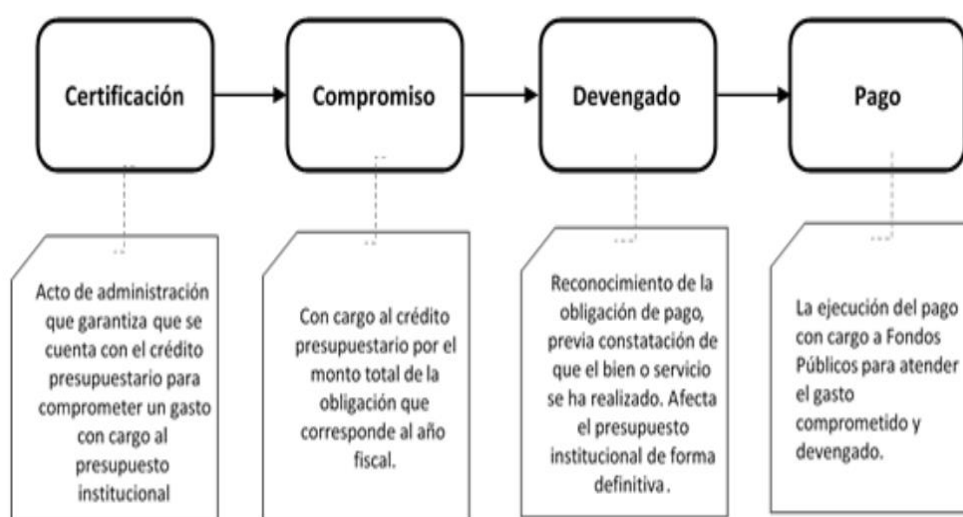 Certificación
Compromiso
Devengado
Pago
Acto de administración
que garantiza que se
cuenta con el crédito
presupuestario para
comprometer un gasto
con cargo al
presupuesto
institucional
Con cargo al crédito
presupuestario por el
monto total de la
obligación que
corresponde al año
fiscal.
Reconocimiento de la
obligación de pago,
previa constatación de
que el bien o servicio
se ha realizado. Afecta
el presupuesto
institucional de forma
definitiva.
La ejecución del pago
con cargo a Fondos
Públicos para atender
el gasto
comprometido y
devengado.